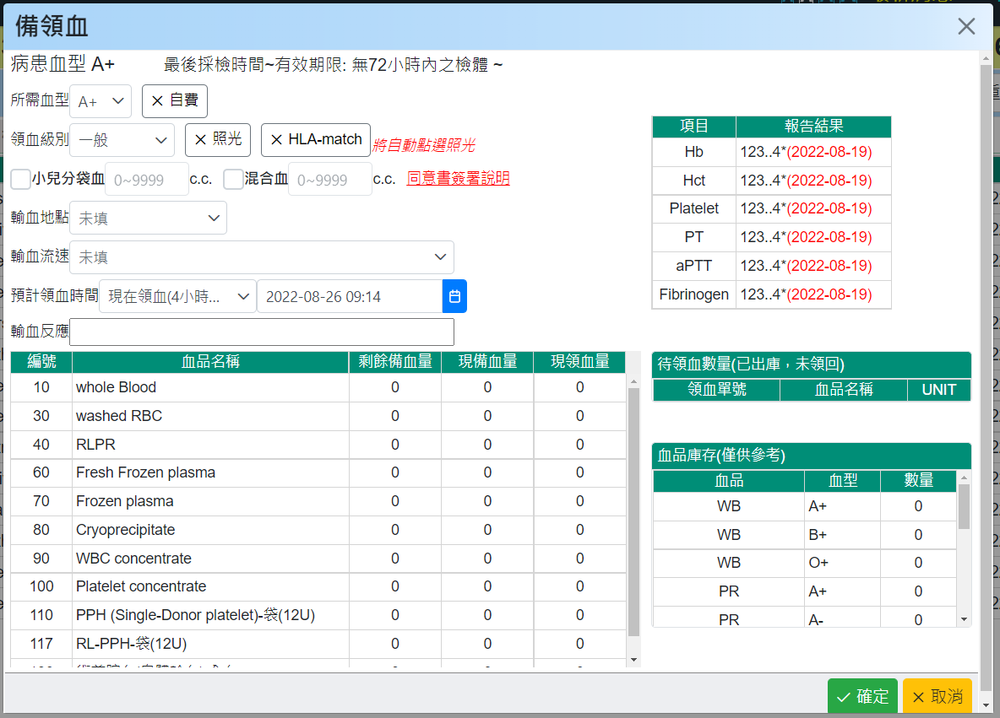 備領血
病患血型 A+ 最後採檢時間~有效期限: 無72小時內之檢體 ~
所需血型 A+ 自費
領血級別 一般 照光 HLA-match 將自動點選照光
小兒分袋血 0~9999 c.c. 混合血 0~9999 c.c. 同意書簽署說明
輸血地點 未填
輸血流速 未填
預計領血時間 現在領血(4小時... 2022-08-26 09:14
輸血反應
項目 報告結果
Hb 123..4*(2022-08-19)
Hct 123..4*(2022-08-19)
Platelet 123..4*(2022-08-19)
PT 123..4*(2022-08-19)
aPTT 123..4*(2022-08-19)
Fibrinogen 123..4*(2022-08-19)
編號 血品名稱 剩餘備血量 現備血量 現領血量
10 whole Blood 0 0 0
30 washed RBC 0 0 0
40 RLPR 0 0 0
60 Fresh Frozen plasma 0 0 0
70 Frozen plasma 0 0 0
80 Cryoprecipitate 0 0 0
90 WBC concentrate 0 0 0
100 Platelet concentrate 0 0 0
110 PPH (Single-Donor platelet)-袋(12U) 0 0 0
117 RL-PPH-袋(12U) 0 0 0
待領血數量(已出庫，未領回)
領血單號 血品名稱 UNIT
血品庫存(僅供參考)
血品 血型 數量
WB A+ 0
WB B+ 0
WB O+ 0
PR A+ 0
PR A- 0
確定 取消